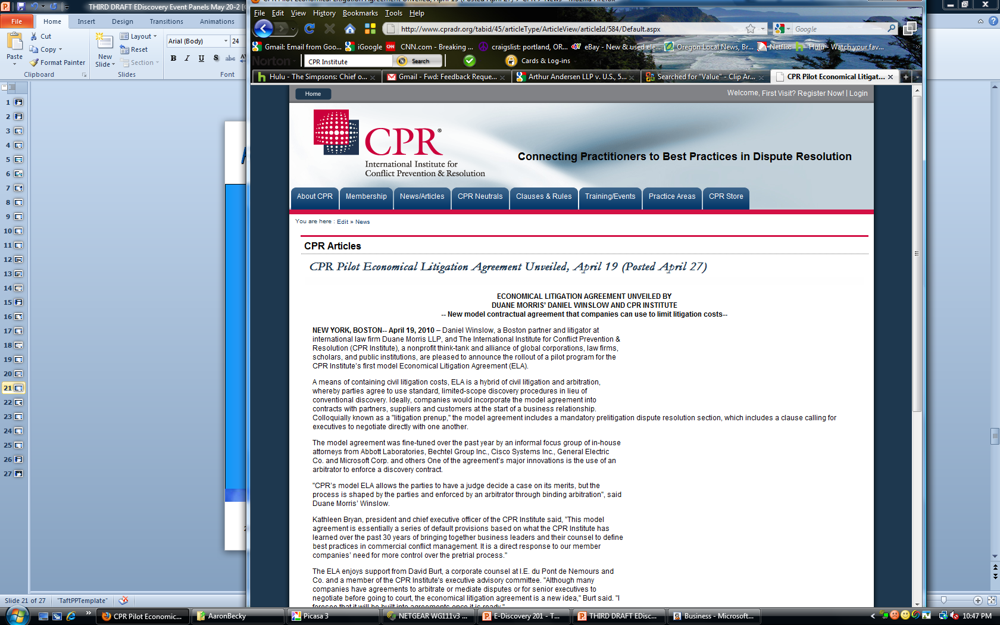 THIRD DRAFT EDiscovery Event Panels May 20-2
File Home Insert Design Transitions Animations
Paste
Cut
Copy
Format Painter
Clipboard
New Slide
Layout
Reset
Section
Slides
Arial (Body) 24
B I U S abc
Font
1
2
3
4
5
6
7
8
9
10
11
12
13
14
15
16
17
18
19
20
21
22
23
24
25
26
27
Slide 21 of 27 "TaftPPTemplate"
CPR Pilot Economical Litigation Agreement Unveiled, April 19 (Posted April 27) > CPR > News - Mozilla Firefox
File Edit View History Bookmarks Tools Help
http://www.cpradr.org/tabid/45/articleType/ArticleView/articleId/584/Default.aspx
Google
Gmail: Email from Goo... iGoogle CNN.com - Breaking ... craigslist: portland, OR... eBay - New & used ele... Oregon Local News, Br... Netflix: Hulu - Watch your fav...
Norton CPR Institute Search Cards & Log-ins
Hulu - The Simpsons: Chief o... Gmail - Fwd: Feedback Reque... Arthur Andersen LLP v. U.S., 5... Searched for "Value" - Clip Ar... CPR Pilot Economical Litigat...
Home
Welcome, First Visit? Register Now! | Login
CPR®
International Institute for
Conflict Prevention & Resolution
Connecting Practitioners to Best Practices in Dispute Resolution
About CPR Membership News/Articles CPR Neutrals Clauses & Rules Training/Events Practice Areas CPR Store
You are here : Edit » News
CPR Articles
CPR Pilot Economical Litigation Agreement Unveiled, April 19 (Posted April 27)
ECONOMICAL LITIGATION AGREEMENT UNVEILED BY
DUANE MORRIS' DANIEL WINSLOW AND CPR INSTITUTE
-- New model contractual agreement that companies can use to limit litigation costs--
NEW YORK, BOSTON-- April 19, 2010 – Daniel Winslow, a Boston partner and litigator at
international law firm Duane Morris LLP, and The International Institute for Conflict Prevention &
Resolution (CPR Institute), a nonprofit think-tank and alliance of global corporations, law firms,
scholars, and public institutions, are pleased to announce the rollout of a pilot program for the
CPR Institute's first model Economical Litigation Agreement (ELA).
A means of containing civil litigation costs, ELA is a hybrid of civil litigation and arbitration,
whereby parties agree to use standard, limited-scope discovery procedures in lieu of
conventional discovery. Ideally, companies would incorporate the model agreement into
contracts with partners, suppliers and customers at the start of a business relationship.
Colloquially known as a "litigation prenup," the model agreement includes a mandatory prelitigation dispute resolution section, which includes a clause calling for
executives to negotiate directly with one another.
The model agreement was fine-tuned over the past year by an informal focus group of in-house
attorneys from Abbott Laboratories, Bechtel Group Inc., Cisco Systems Inc., General Electric
Co. and Microsoft Corp. and others One of the agreement's major innovations is the use of an
arbitrator to enforce a discovery contract.
"CPR's model ELA allows the parties to have a judge decide a case on its merits, but the
process is shaped by the parties and enforced by an arbitrator through binding arbitration", said
Duane Morris' Winslow.
Kathleen Bryan, president and chief executive officer of the CPR Institute said, "This model
agreement is essentially a series of default provisions based on what the CPR Institute has
learned over the past 30 years of bringing together business leaders and their counsel to define
best practices in commercial conflict management. It is a direct response to our member
companies' need for more control over the pretrial process."
The ELA enjoys support from David Burt, a corporate counsel at I.E. du Pont de Nemours and
Co. and a member of the CPR Institute's executive advisory committee. "Although many
companies have agreements to arbitrate or mediate disputes or for senior executives to
negotiate before going to court, the economical litigation agreement is a new idea," Burt said. "I
foresee that it will be built into agreements once it is ready."
CPR Pilot Economic... AaronBecky Picasa 3 NETGEAR WG111v3 ... E-Discovery 201 - T... THIRD DRAFT EDisc... Business - Microsoft... 10:47 PM